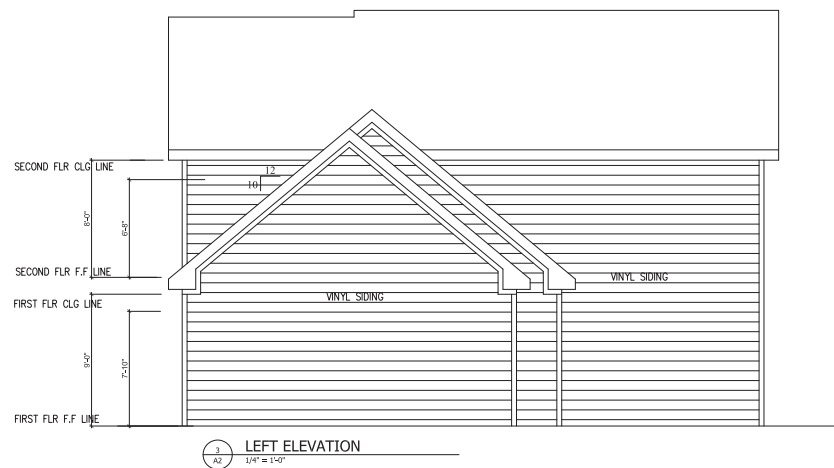 SECOND FLR CLG LINE
12
10
8'-0"
6'-8"
SECOND FLR F.F LINE
VINYL SIDING
VINYL SIDING
FIRST FLR CLG LINE
9'-0"
7'-10"
FIRST FLR F.F LINE
3
A2
LEFT ELEVATION
1/4" = 1'-0"